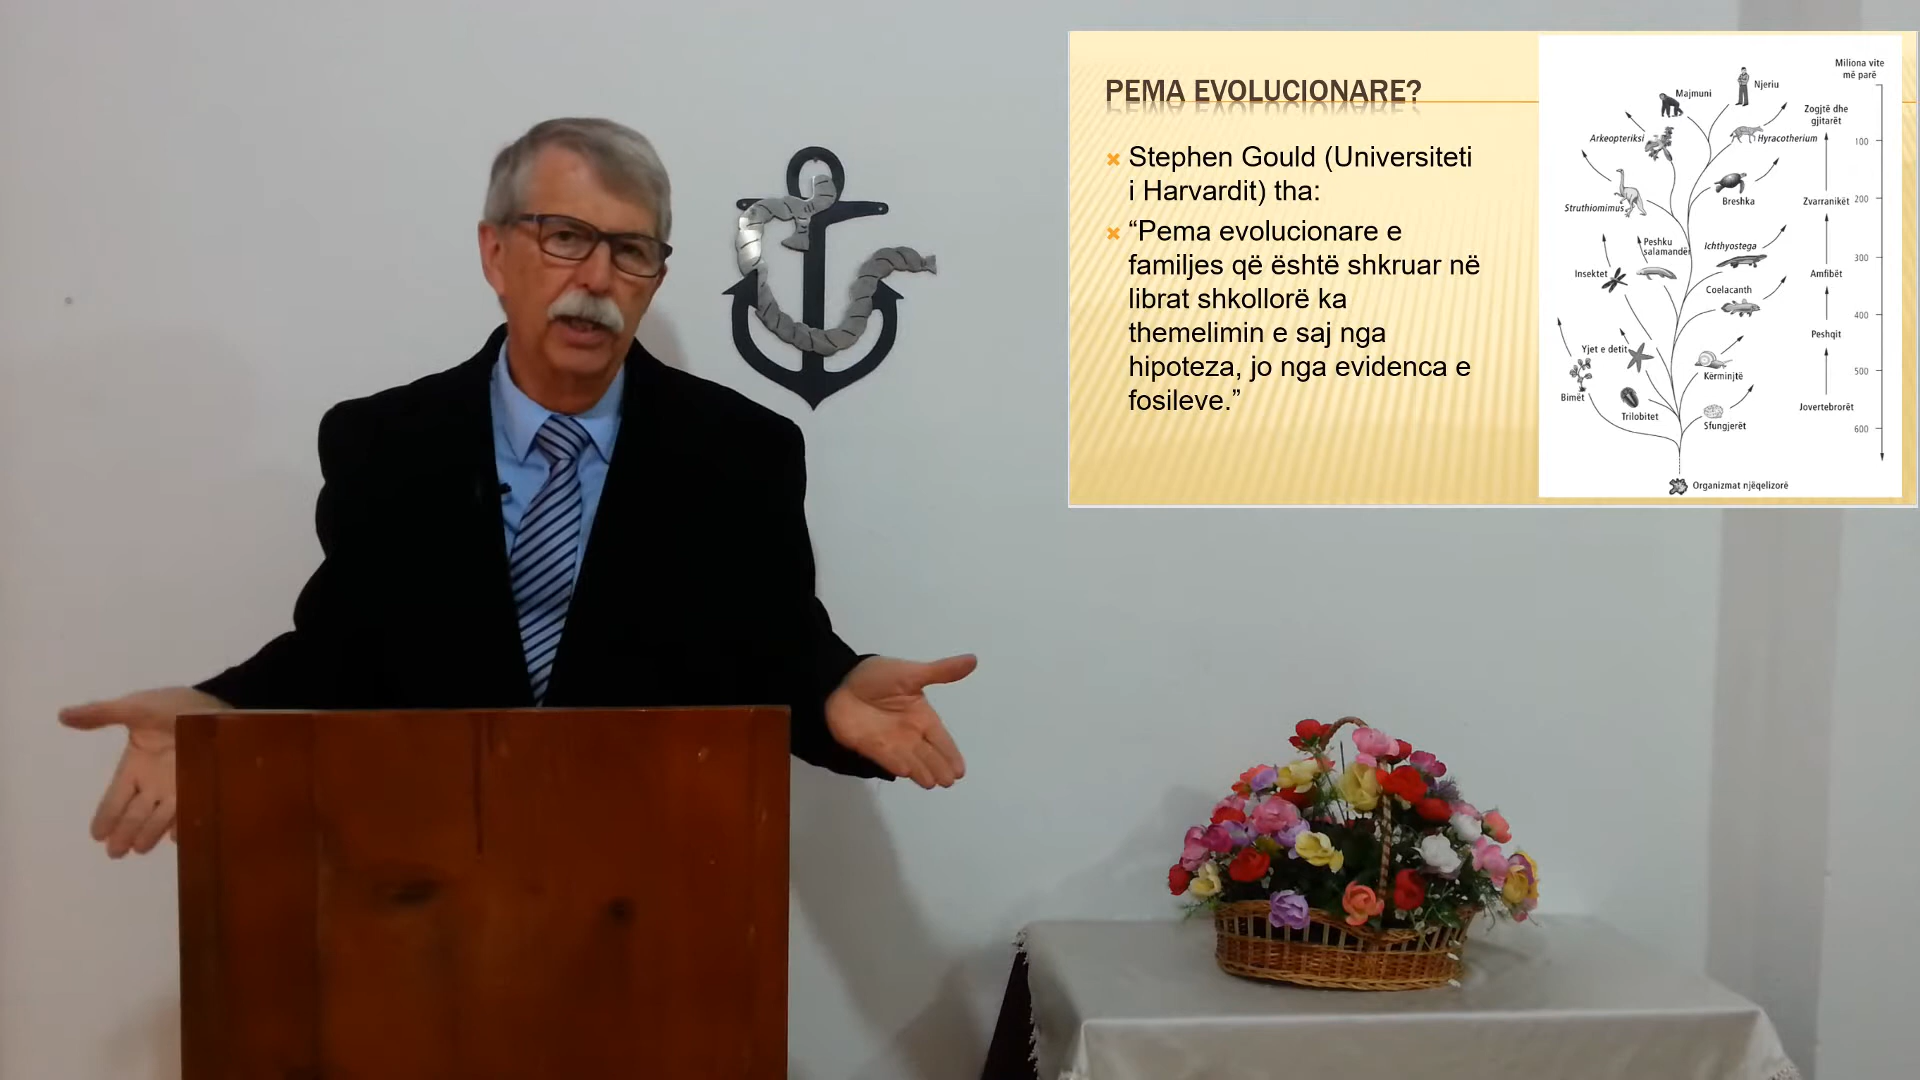 PEMA EVOLUCIONARE?
Stephen Gould (Universiteti
i Harvardit) tha:
“Pema evolucionare e
familjes që është shkruar në
librat shkollorë ka
themelimin e saj nga
hipoteza, jo nga evidenca e
fosileve.”
Miliona vite
më parë
Njeriu
Majmuni
Zogjtë dhe
gjitarët
Arkeopteriksi
Hyracotherium
100
Breshka
Zvarranikët
200
Struthiomimus
Peshku
salamandër
Ichthyostega
300
Insektet
Amfibët
Coelacanth
400
Peshqit
Yjet e detit
Kërminjtë
500
Bimët
Trilobitet
Jovertebrorët
Sfungjerët
600
Organizmat njëqelizorë